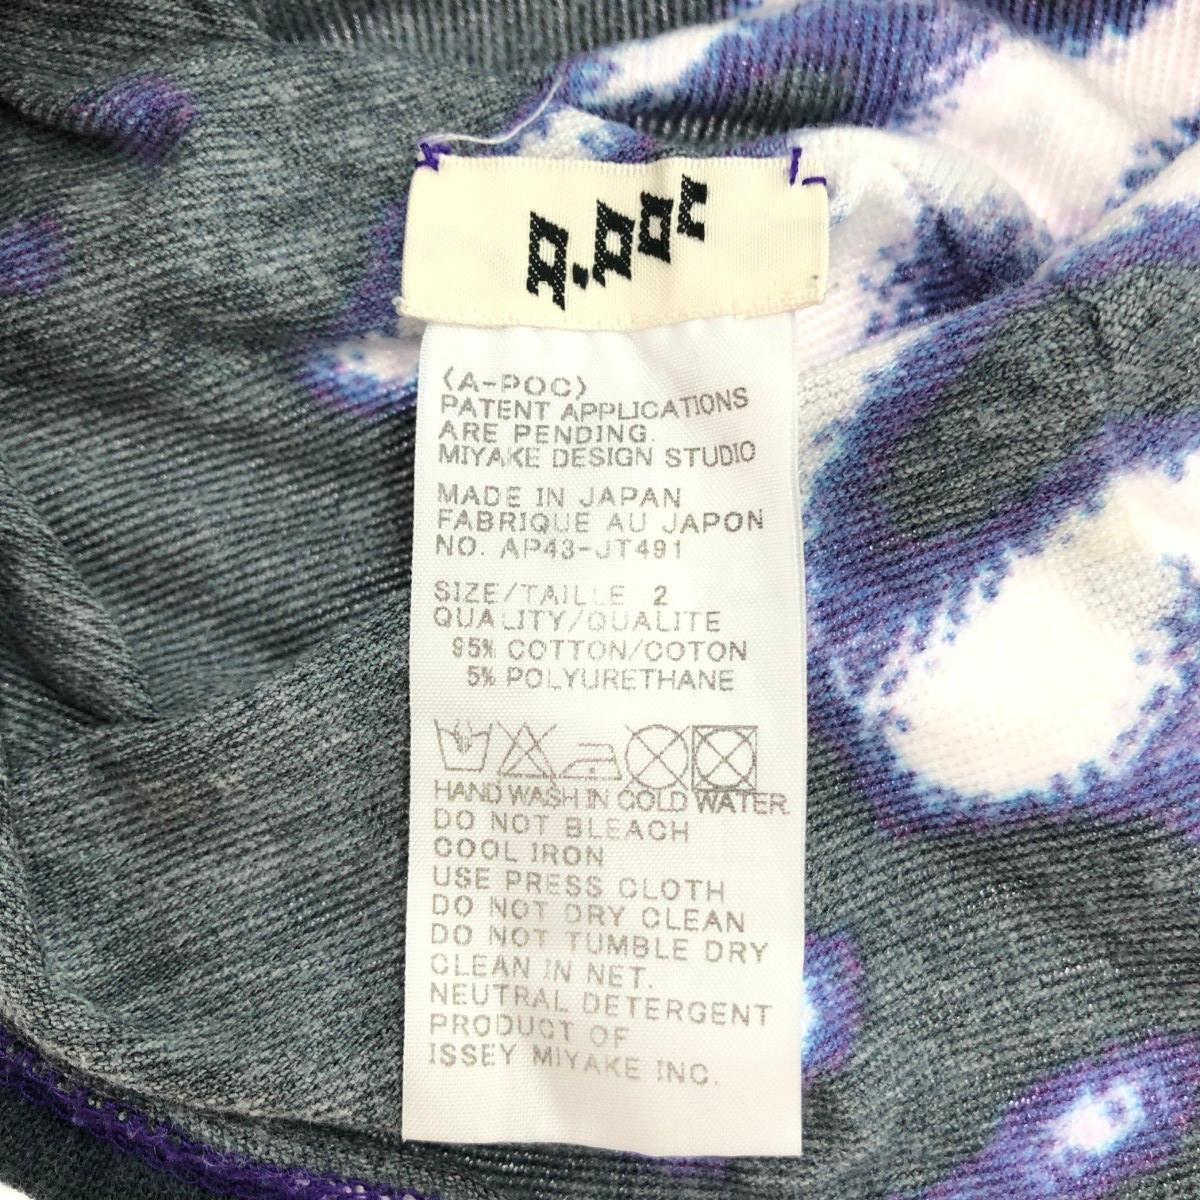 A.POC
(A-POC)
PATENT APPLICATIONS
ARE PENDING.
MIYAKE DESIGN STUDIO
MADE IN JAPAN
FABRIQUE AU JAPON
NO. AP43-JT491
SIZE/TAILLE 2
QUALITY/QUALITE
95% COTTON/COTON
5% POLYURETHANE
HAND WASH IN COLD WATER
DO NOT BLEACH
COOL IRON
USE PRESS CLOTH
DO NOT DRY CLEAN
DO NOT TUMBLE DRY
CLEAN IN NET.
NEUTRAL DETERGENT
PRODUCT OF
ISSEY MIYAKE INC.